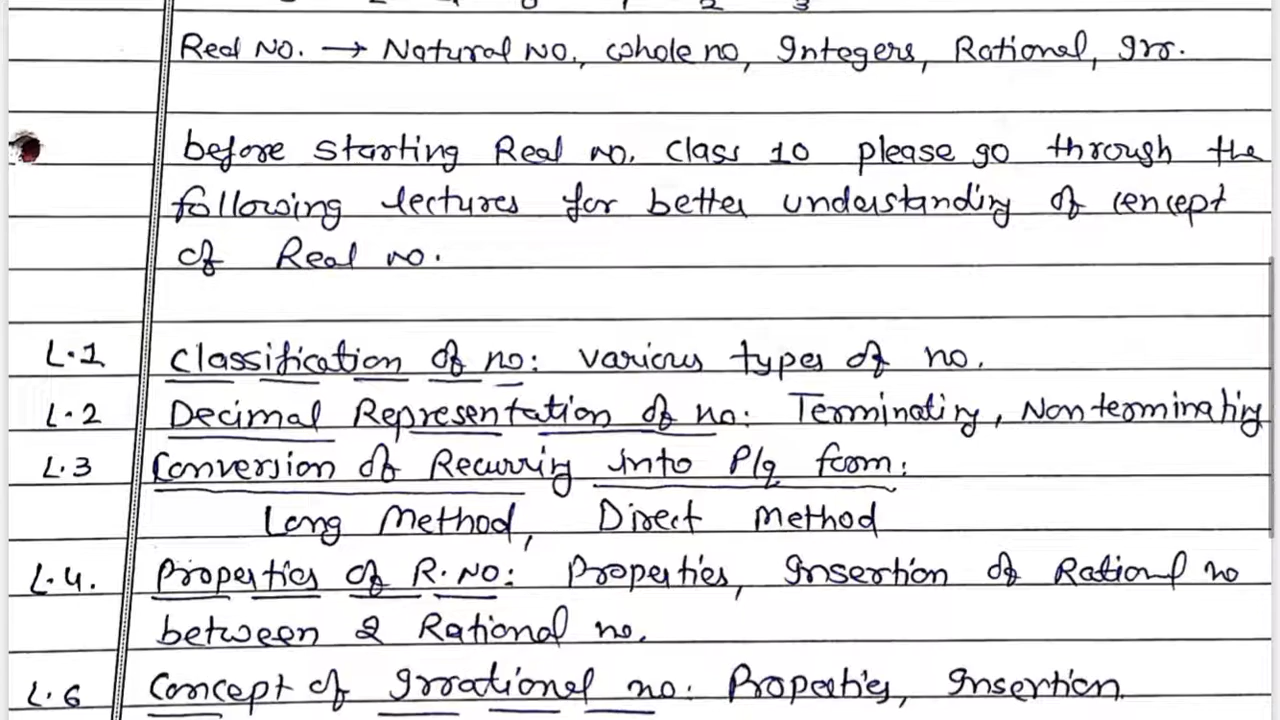 Real NO. → Natural NO., whole no, Integers, Rational, Irr.
before starting Real no. class 10 please go through the
following lectures for better understanding of concept
of Real no.
L.1 Classification of no: various types of no.
L.2 Decimal Representation of no: Terminating, Non terminating
L.3 Conversion of Recurring into P/q form:
Long Method, Direct Method
L.4. Properties of R.NO: Properties, Insertion of Rational no
between 2 Rational no.
L.6 Concept of Irrational no: Properties, Insertion.